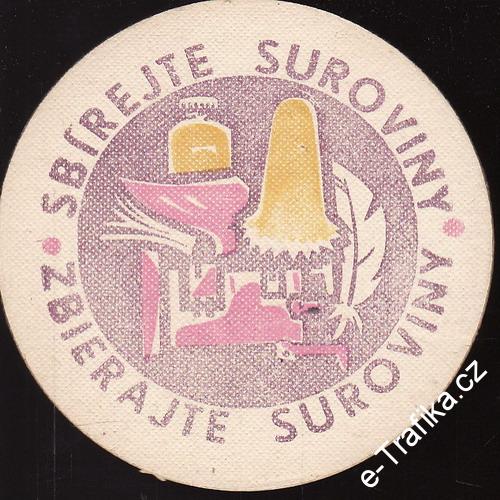 SBÍREJTE SUROVINY
ZBIERAJTE SUROVINY
e-Trafika.cz